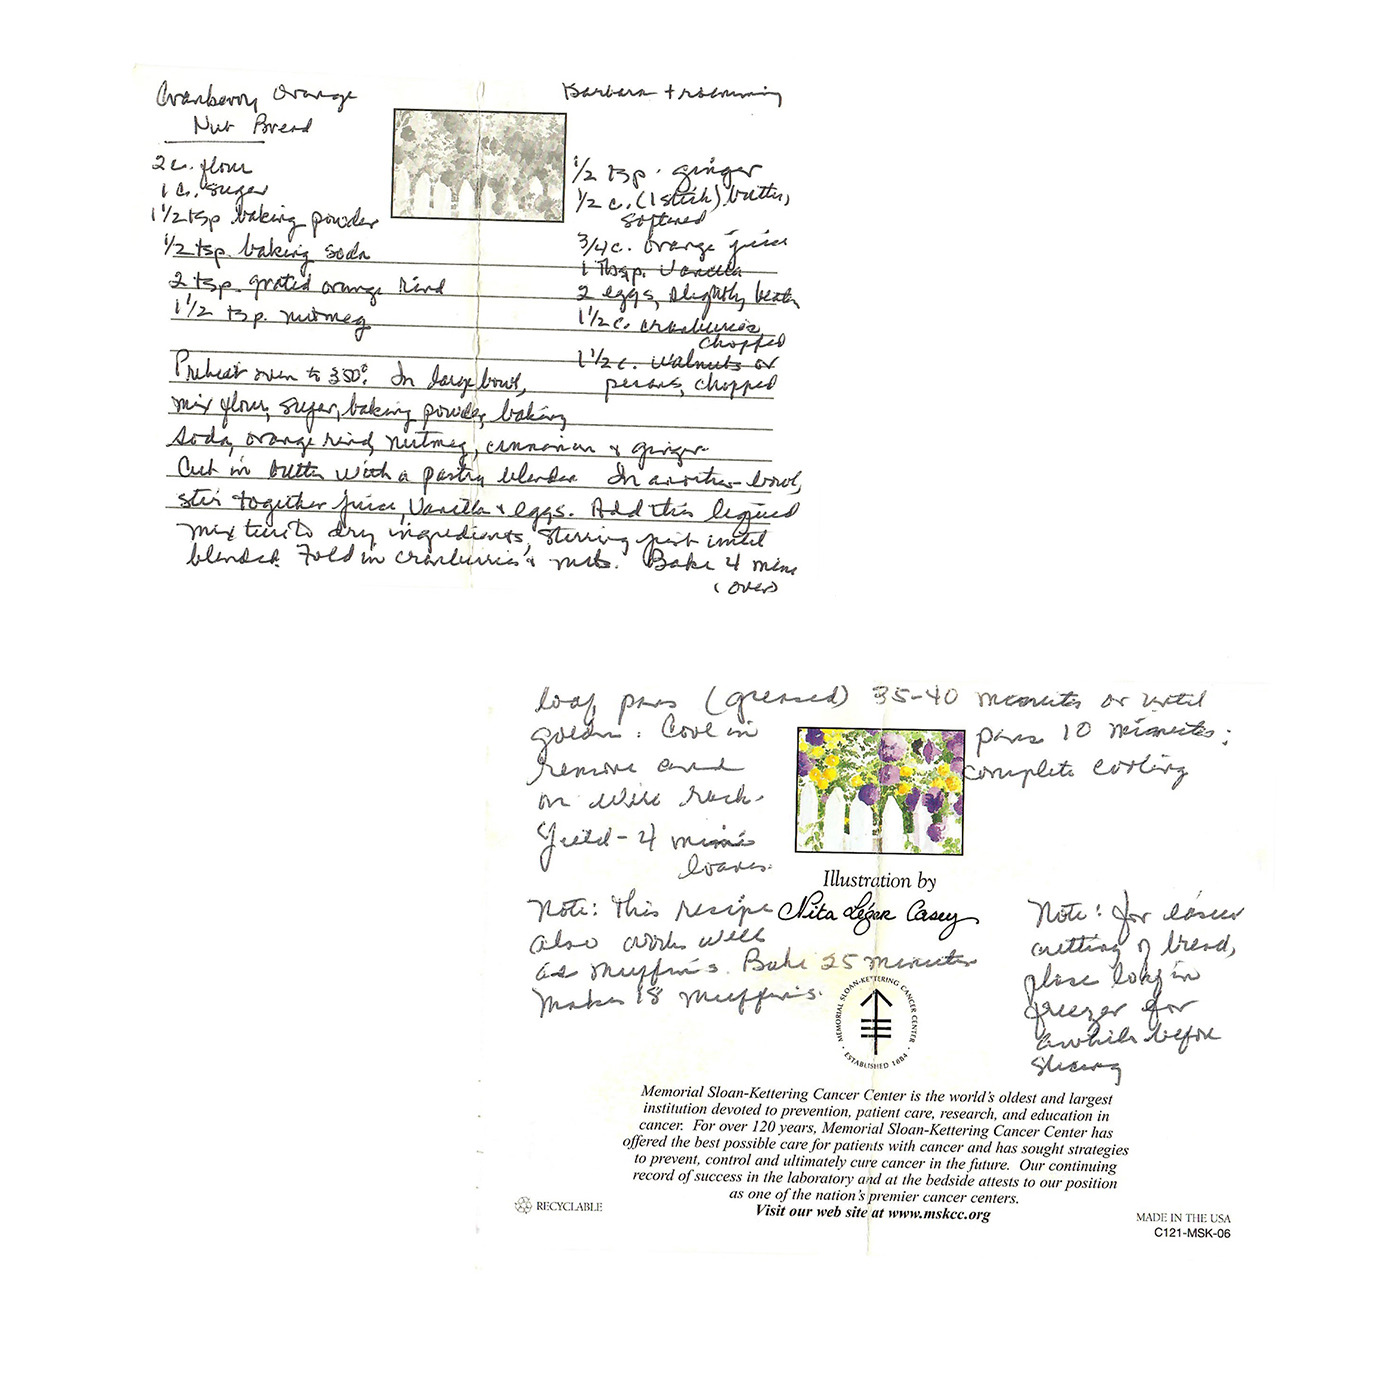 Cranberry Orange
Nut Bread
Barbara
2 c. flour
1 c. sugar
1 1/2 tsp baking powder
1/2 tsp. baking soda
2 tsp. grated orange rind
1 1/2 tsp. nutmeg
1/2 tsp. ginger
1/2 c. (1 stick) butter,
softened
3/4 c. orange juice
1 Tbsp. Vanilla
2 eggs, slightly beaten
1 1/2 c. cranberries
chopped
1 1/2 c. walnuts or
pecans, chopped
Preheat oven to 350°. In large bowl,
mix flour, sugar, baking powder, baking
soda, orange rind, nutmeg, cinnamon & ginger.
Cut in butter with a pastry blender. In another bowl,
stir together juice, Vanilla & eggs. Add this liquid
mixture to dry ingredients, stirring just until
blended. Fold in cranberries & nuts. Bake 4 mini
(over)
loaf pans (greased) 35-40 minutes or until
golden. Cool in pans 10 minutes;
remove and complete cooling
on wire rack.
Yield - 4 mini
loaves.
Illustration by
Nita Leger Casey
Note: This recipe
also works well
as muffins. Bake 25 minutes
Makes 18 muffins.
Note: for easier
cutting of bread,
place loaf in
freezer for
awhile before
slicing
MEMORIAL SLOAN-KETTERING CANCER CENTER
ESTABLISHED 1884
Memorial Sloan-Kettering Cancer Center is the world's oldest and largest
institution devoted to prevention, patient care, research, and education in
cancer. For over 120 years, Memorial Sloan-Kettering Cancer Center has
offered the best possible care for patients with cancer and has sought strategies
to prevent, control and ultimately cure cancer in the future. Our continuing
record of success in the laboratory and at the bedside attests to our position
as one of the nation's premier cancer centers.
Visit our web site at www.mskcc.org
RECYCLABLE
MADE IN THE USA
C121-MSK-06